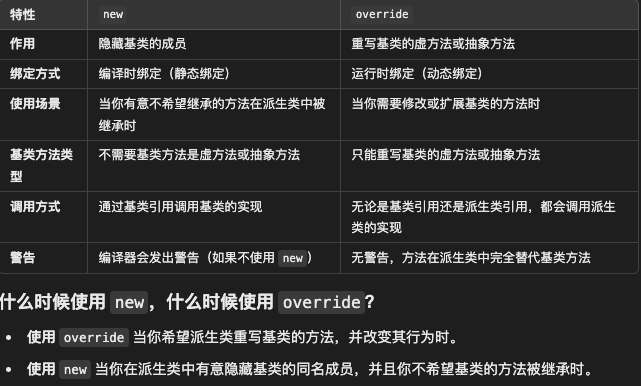 特性 new override
作用 隐藏基类的成员 重写基类的虚方法或抽象方法
绑定方式 编译时绑定（静态绑定） 运行时绑定（动态绑定）
使用场景 当你有意不希望继承的方法在派生类中被 当你需要修改或扩展基类的方法时
继承时
基类方法类 不需要基类方法是虚方法或抽象方法 只能重写基类的虚方法或抽象方法
型
调用方式 通过基类引用调用基类的实现 无论是基类引用还是派生类引用，都会调用派生
类的实现
警告 编译器会发出警告（如果不使用 new ） 无警告，方法在派生类中完全替代基类方法
什么时候使用 new，什么时候使用 override？
• 使用 override 当你希望派生类重写基类的方法，并改变其行为时。
• 使用 new 当你在派生类中有意隐藏基类的同名成员，并且你不希望基类的方法被继承时。